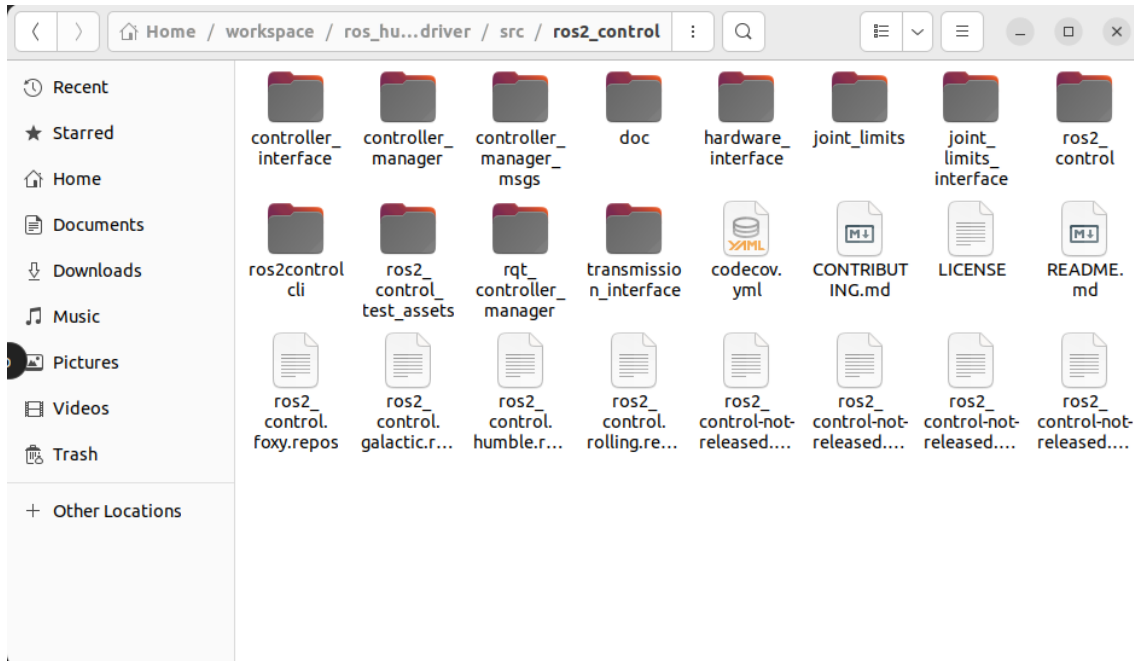 Home / workspace / ros_hu...driver / src / ros2_control
Recent
Starred
Home
Documents
Downloads
Music
Pictures
Videos
Trash
Other Locations
controller_
interface
controller_
manager
controller_
manager_
msgs
doc
hardware_
interface
joint_limits
joint_
limits_
interface
ros2_
control
ros2control
cli
ros2_
control_
test_assets
rqt_
controller_
manager
transmissio
n_interface
YAML
codecov.
yml
M↓
CONTRIBUT
ING.md
LICENSE
M↓
README.
md
ros2_
control.
foxy.repos
ros2_
control.
galactic.r...
ros2_
control.
humble.r...
ros2_
control.
rolling.re...
ros2_
control-not-
released....
ros2_
control-not-
released....
ros2_
control-not-
released....
ros2_
control-not-
released....